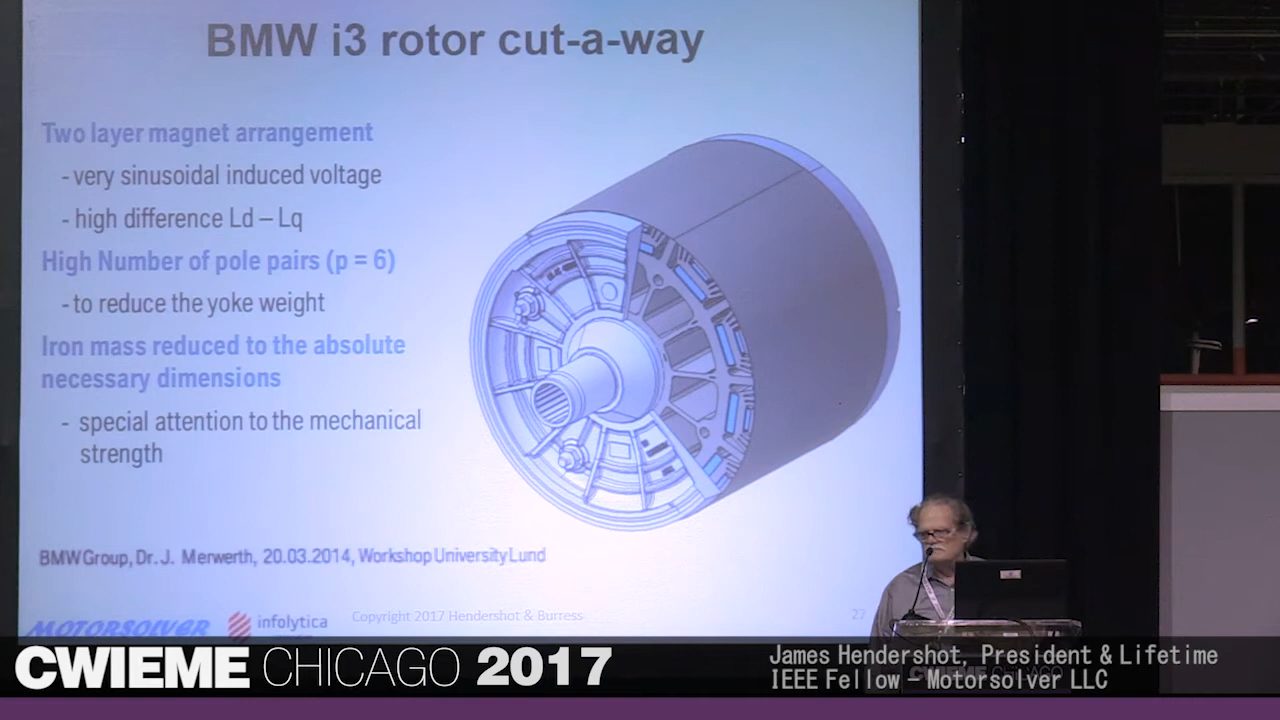 BMW i3 rotor cut-a-way
Two layer magnet arrangement
- very sinusoidal induced voltage
- high difference Ld – Lq
High Number of pole pairs (p = 6)
- to reduce the yoke weight
Iron mass reduced to the absolute
necessary dimensions
- special attention to the mechanical
strength
BMW Group, Dr. J. Merwerth, 20.03.2014, Workshop University Lund
MOTORSOLVER
infolytica
Copyright 2017 Hendershot & Burress
27
CWIEME CHICAGO 2017
James Hendershot, President & Lifetime
IEEE Fellow – Motorsolver LLC